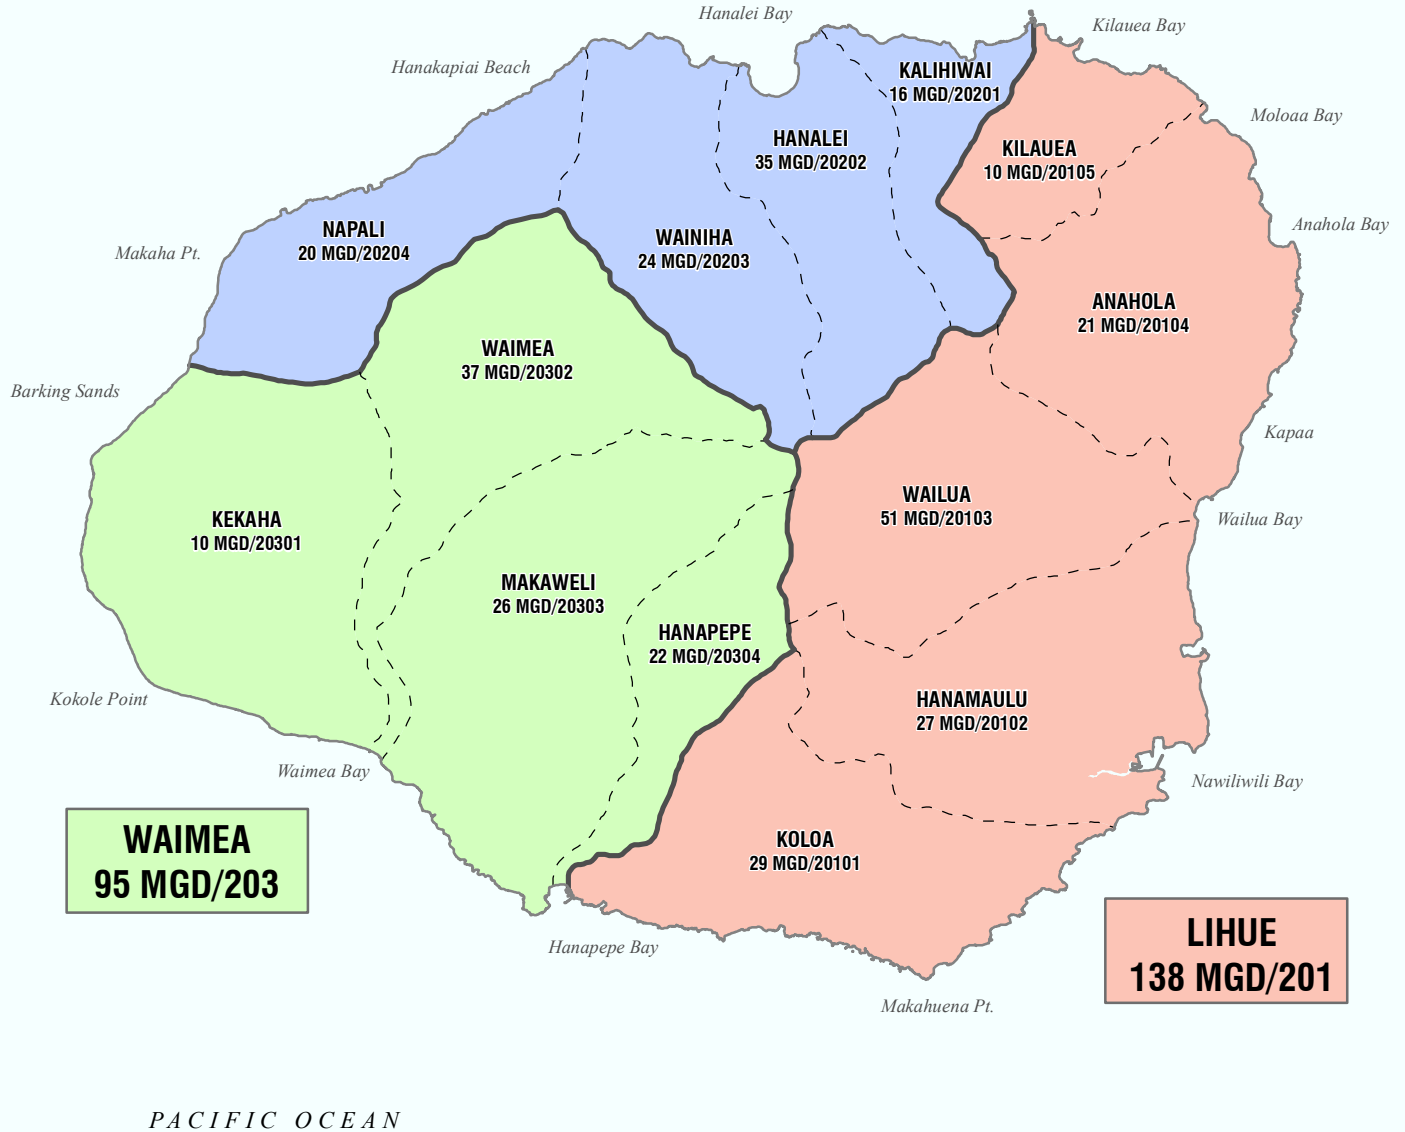 Hanalei Bay
Kilauea Bay
Hanakapiai Beach
KALIHIWAI
16 MGD/20201
Moloaa Bay
HANALEI
35 MGD/20202
KILAUEA
10 MGD/20105
NAPALI
20 MGD/20204
WAINIHA
24 MGD/20203
Makaha Pt.
Anahola Bay
ANAHOLA
21 MGD/20104
WAIMEA
37 MGD/20302
Barking Sands
Kapaa
WAILUA
51 MGD/20103
KEKAHA
10 MGD/20301
Wailua Bay
MAKAWELI
26 MGD/20303
HANAPEPE
22 MGD/20304
Kokole Point
HANAMAULU
27 MGD/20102
Waimea Bay
Nawiliwili Bay
WAIMEA
95 MGD/203
KOLOA
29 MGD/20101
LIHUE
138 MGD/201
Hanapepe Bay
Makahuena Pt.
PACIFIC OCEAN